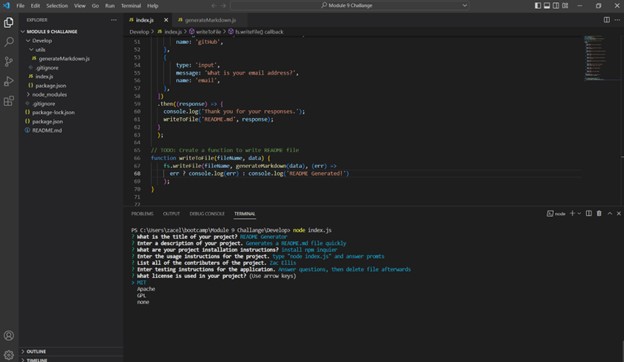 File Edit Selection View Go Run Terminal Help
Module 9 Challange
EXPLORER
MODULE 9 CHALLANGE
Develop
utils
generateMarkdown.js
.gitignore
index.js
package.json
node_modules
.gitignore
package-lock.json
package.json
README.md
OUTLINE
TIMELINE
index.js
generateMarkdown.js
Develop > index.js > writeToFile > fs.writeFile() callback
51 name: 'gitHub',
52 },
53 {
54
55 type: 'input',
56 message: 'What is your email address?',
57 name: 'email',
58 },
59 ])
59 .then((response) => {
60 console.log("Thank you for your responses.");
61 writeToFile("README.md", response);
62 }
63 );
64
65 // TODO: Create a function to write README file
66 function writeToFile(fileName, data) {
67 fs.writeFile(fileName, generateMarkdown(data), (err) =>
68 err ? console.log(err) : console.log("README Generated!")
69 );
70 }
71
PROBLEMS OUTPUT DEBUG CONSOLE TERMINAL
node
PS C:\Users\zacel\bootcamp\Module 9 Challange\Develop> node index.js
? What is the title of your project? README Generator
? Enter a description of your project. Generates a README.md file quickly
? What are your project installation instructions? install npm inquier
? Enter the usage instructions for the project. type "node index.js" and answer promts
? List all of the contributers of the project. Zac Ellis
? Enter testing instructions for the application. Answer questions, then delete file afterwards
? What license is used in your project? (Use arrow keys)
> MIT
Apache
GPL
none